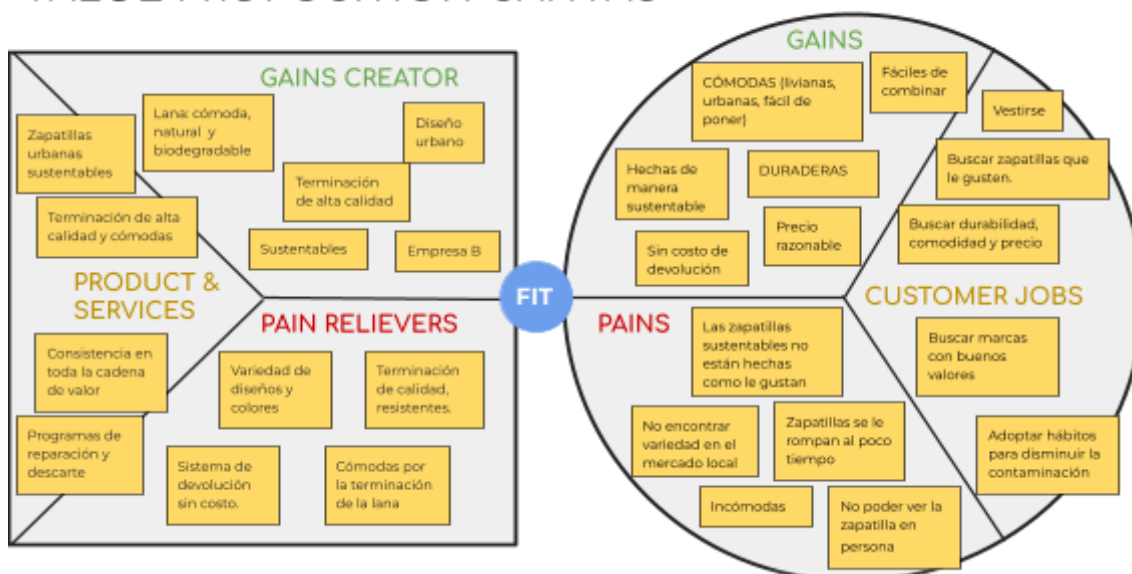 GAINS CREATOR
Zapatillas
urbanas
sustentables
Lana: cómoda,
natural y
biodegradable
Diseño
urbano
Terminación
de alta calidad
Terminación de alta
calidad y cómodas
Sustentables
Empresa B
PRODUCT &
SERVICES
PAIN RELIEVERS
Consistencia en
toda la cadena
de valor
Variedad de
diseños y
colores
Terminación
de calidad,
resistentes.
Programas de
reparación y
descarte
Sistema de
devolución
sin costo.
Cómodas por
la terminación
de la lana
FIT
GAINS
CÓMODAS (livianas,
urbanas, fácil de
poner)
Fáciles de
combinar
Vestirse
Hechas de
manera
sustentable
DURADERAS
Buscar zapatillas que
le gusten.
Sin costo de
devolución
Precio
razonable
Buscar durabilidad,
comodidad y precio
PAINS
CUSTOMER JOBS
Las zapatillas
sustentables no
están hechas
como le gustan
Buscar marcas
con buenos
valores
No encontrar
variedad en el
mercado local
Zapatillas se le
rompan al poco
tiempo
Adoptar hábitos
para disminuir la
contaminación
Incómodas
No poder ver la
zapatilla en
persona